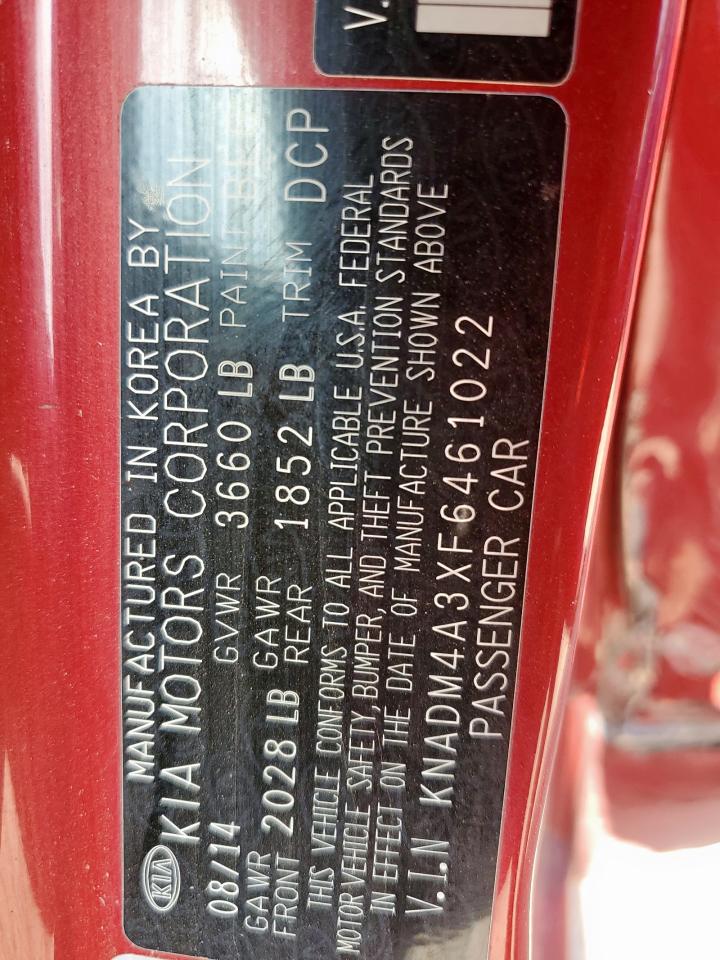 V.
MANUFACTURED IN KOREA BY
KIA KIA MOTORS CORPORATION
08/14 GVWR 3660 LB PAINT
GAWR FRONT 2028 LB GAWR REAR 1852 LB TRIM DCP
THIS VEHICLE CONFORMS TO ALL APPLICABLE U.S.A. FEDERAL
MOTOR VEHICLE SAFETY, BUMPER, AND THEFT PREVENTION STANDARDS
IN EFFECT ON THE DATE OF MANUFACTURE SHOWN ABOVE
V.I.N KNADM4A3XF6461022
PASSENGER CAR